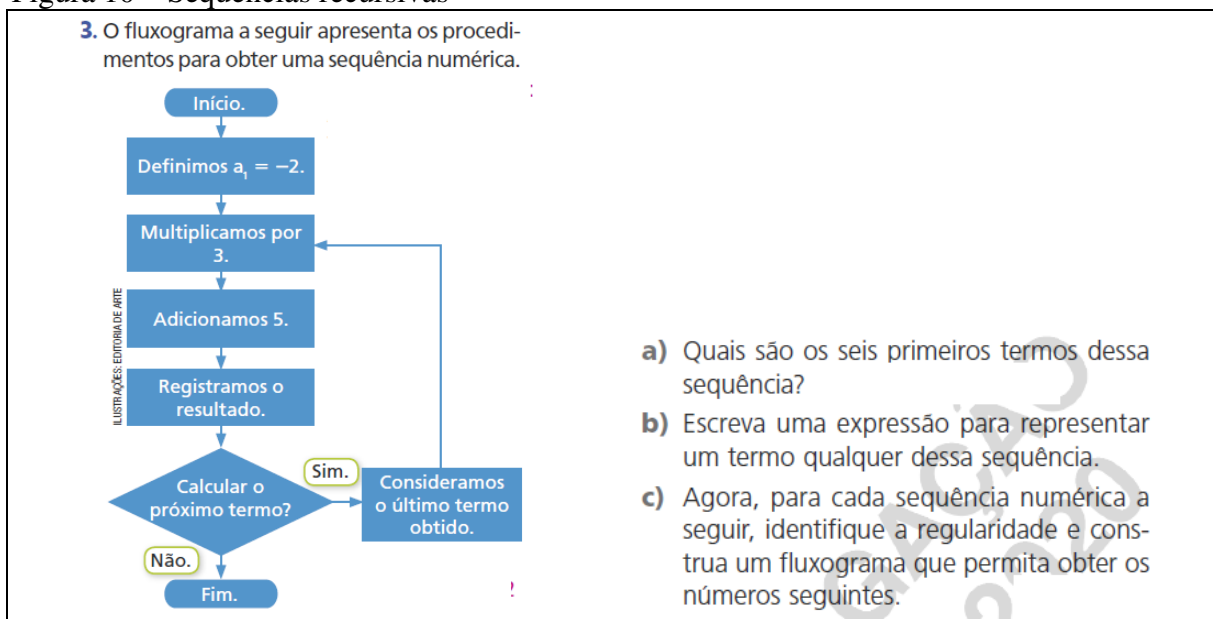 Figura 16 – Sequências recursivas
3. O fluxograma a seguir apresenta os procedi-
mentos para obter uma sequência numérica.
Início.
Definimos a₁ = −2.
Multiplicamos por
3.
Adicionamos 5.
Registramos o
resultado.
Calcular o
próximo termo?
Sim.
Consideramos
o último termo
obtido.
Não.
Fim.
ILUSTRAÇÕES: EDITORIA DE ARTE
a) Quais são os seis primeiros termos dessa
sequência?
b) Escreva uma expressão para representar
um termo qualquer dessa sequência.
c) Agora, para cada sequência numérica a
seguir, identifique a regularidade e cons-
trua um fluxograma que permita obter os
números seguintes.